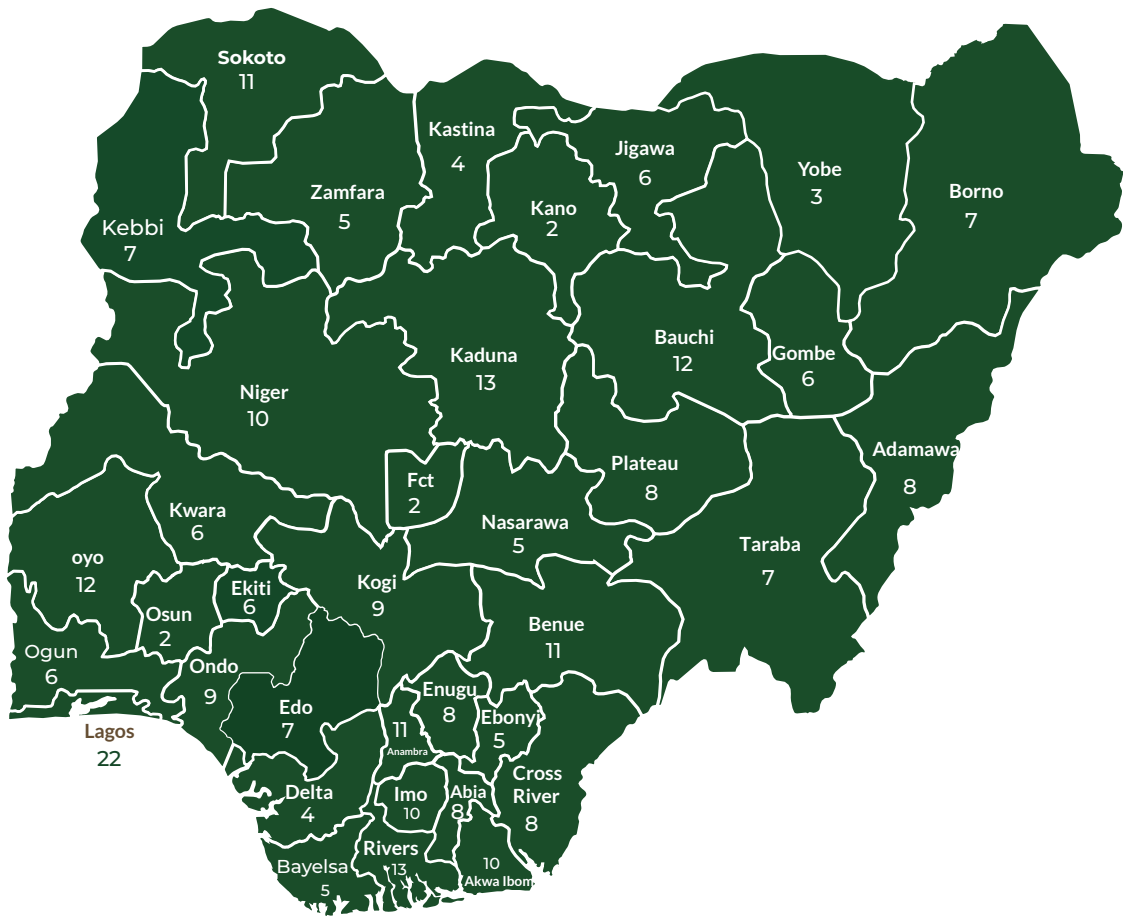 Sokoto
11
Kastina
4
Jigawa
6
Yobe
3
Borno
7
Zamfara
5
Kano
2
Kebbi
7
Bauchi
12
Gombe
6
Kaduna
13
Niger
10
Adamawa
8
Plateau
8
Fct
2
Nasarawa
5
Kwara
6
Taraba
7
oyo
12
Ekiti
6
Kogi
9
Osun
2
Benue
11
Ogun
6
Ondo
9
Edo
7
Enugu
8
Ebonyi
5
11
Anambra
Lagos
22
Cross
River
8
Delta
4
Imo
10
Abia
8
Rivers
13
Bayelsa
5
10
Akwa Ibom